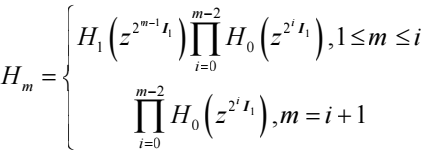 H_m = { H_1(z^{2^{m-1} I_1}) ∏_{i=0}^{m-2} H_0(z^{2^i I_1}), 1 ≤ m ≤ i
∏_{i=0}^{m-2} H_0(z^{2^i I_1}), m = i + 1